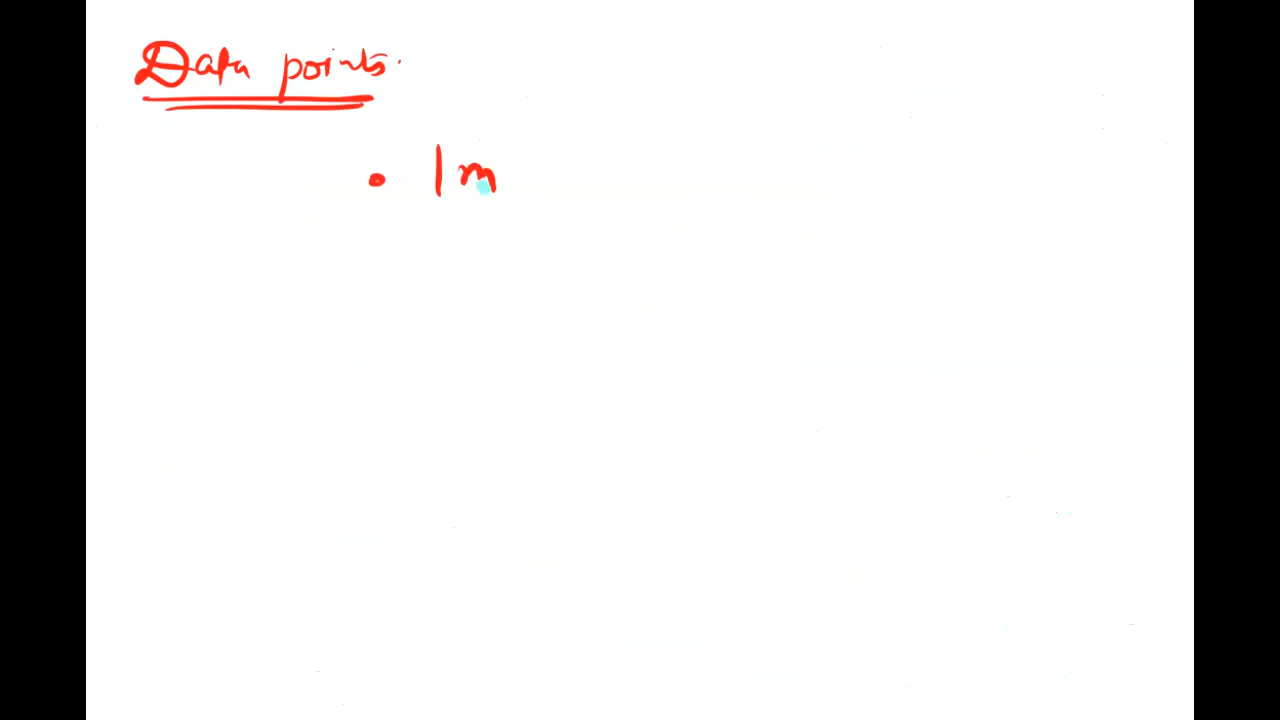 Data points.
• 1m